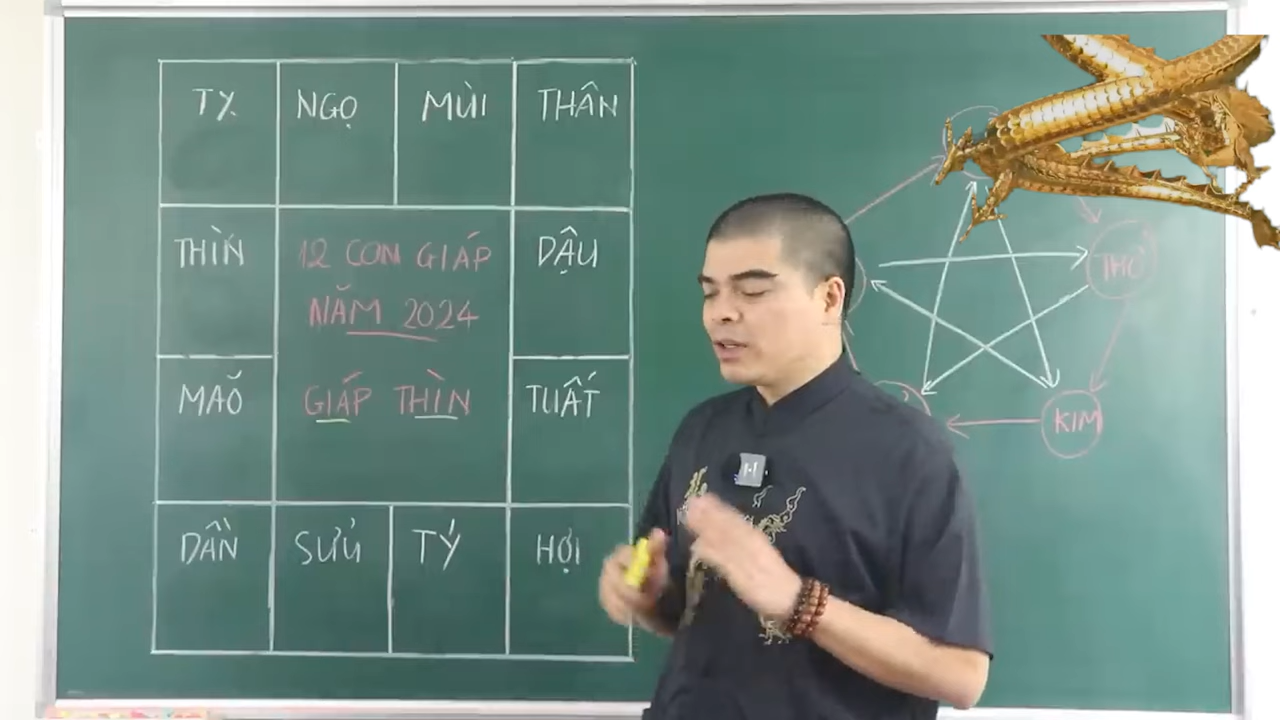 TỴ NGỌ MÙI THÂN
THÌN 12 CON GIÁP DẬU
NĂM 2024
MÃO GIÁP THÌN TUẤT
DẦN SỬU TÝ HỢI
THỔ
KIM